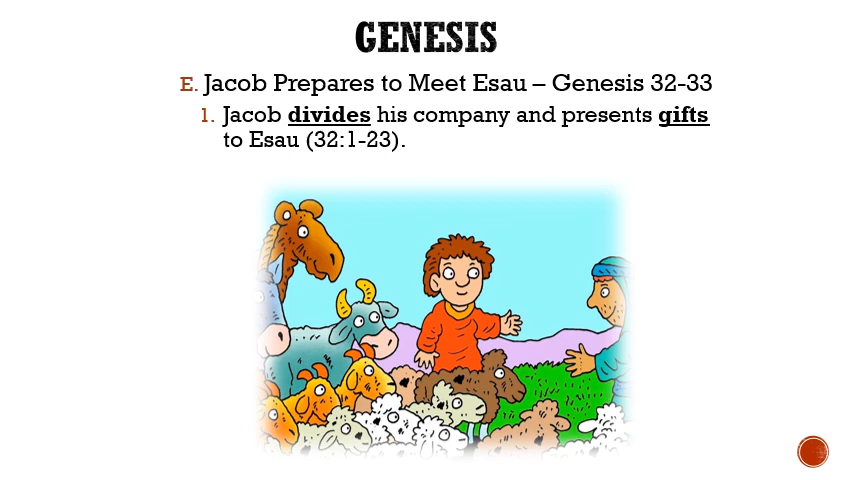 GENESIS
E. Jacob Prepares to Meet Esau – Genesis 32-33
1. Jacob divides his company and presents gifts
to Esau (32:1-23).